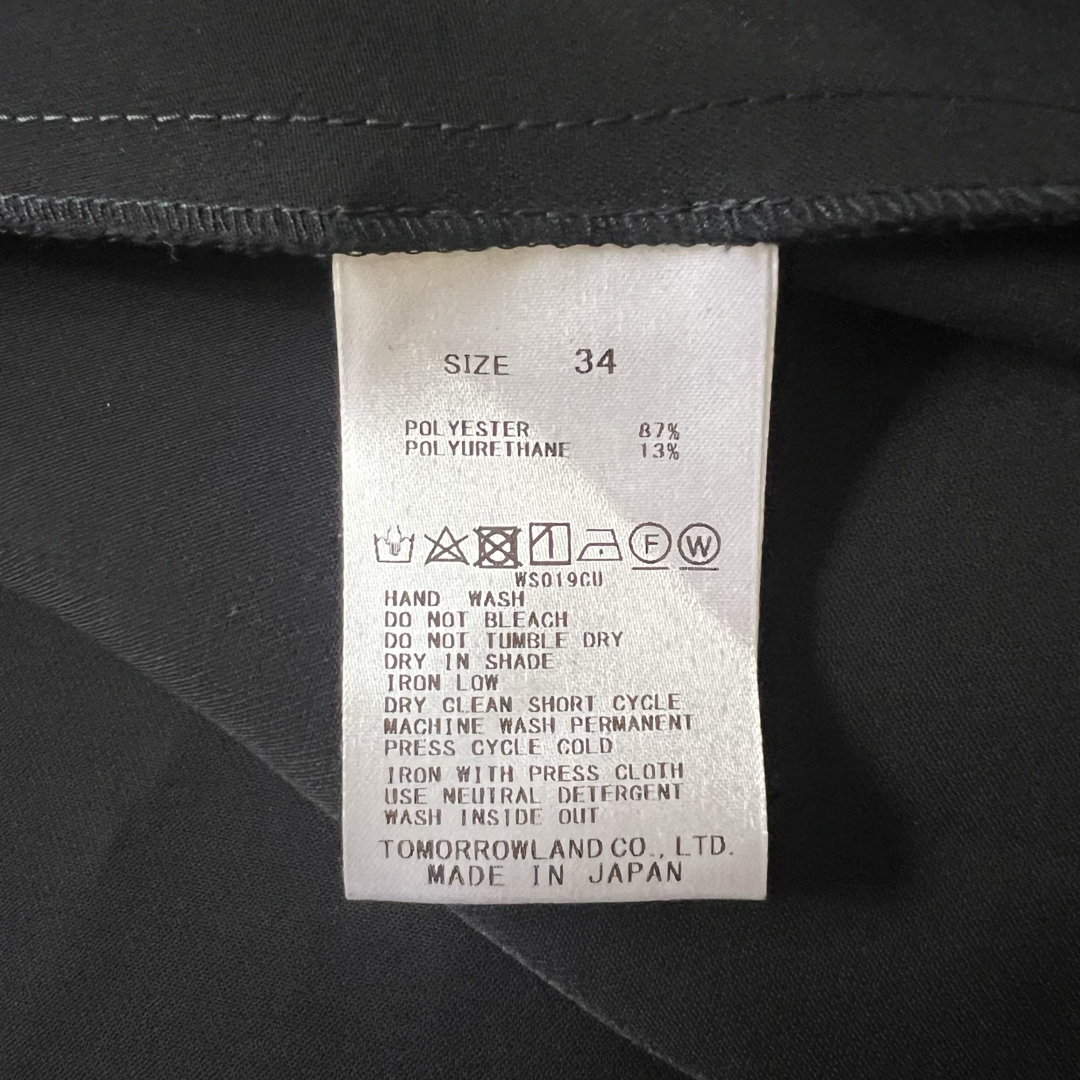 SIZE 34
POLYESTER 87%
POLYURETHANE 13%
F W
WS019CU
HAND WASH
DO NOT BLEACH
DO NOT TUMBLE DRY
DRY IN SHADE
IRON LOW
DRY CLEAN SHORT CYCLE
MACHINE WASH PERMANENT
PRESS CYCLE COLD
IRON WITH PRESS CLOTH
USE NEUTRAL DETERGENT
WASH INSIDE OUT
TOMORROWLAND CO., LTD.
MADE IN JAPAN